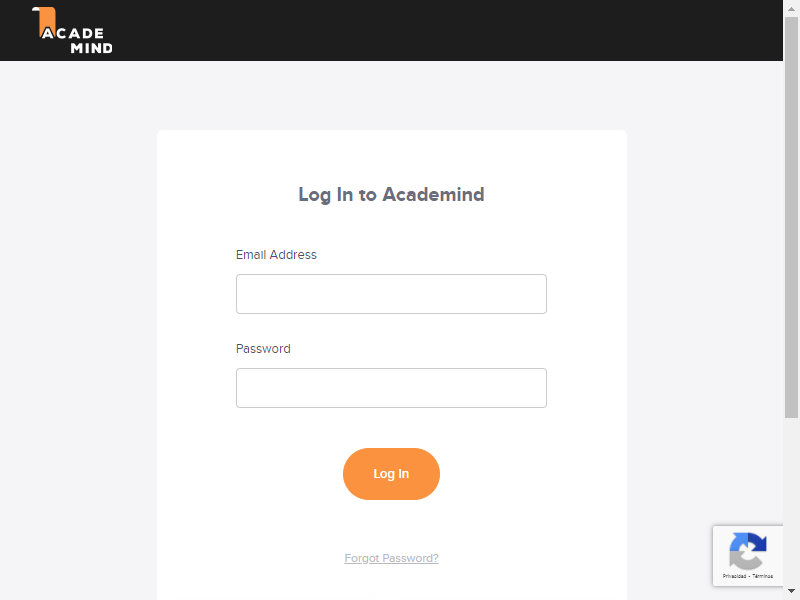 ACADE
MIND
Log In to Academind
Email Address
Password
Log In
Forgot Password?
Privacidad - Términos